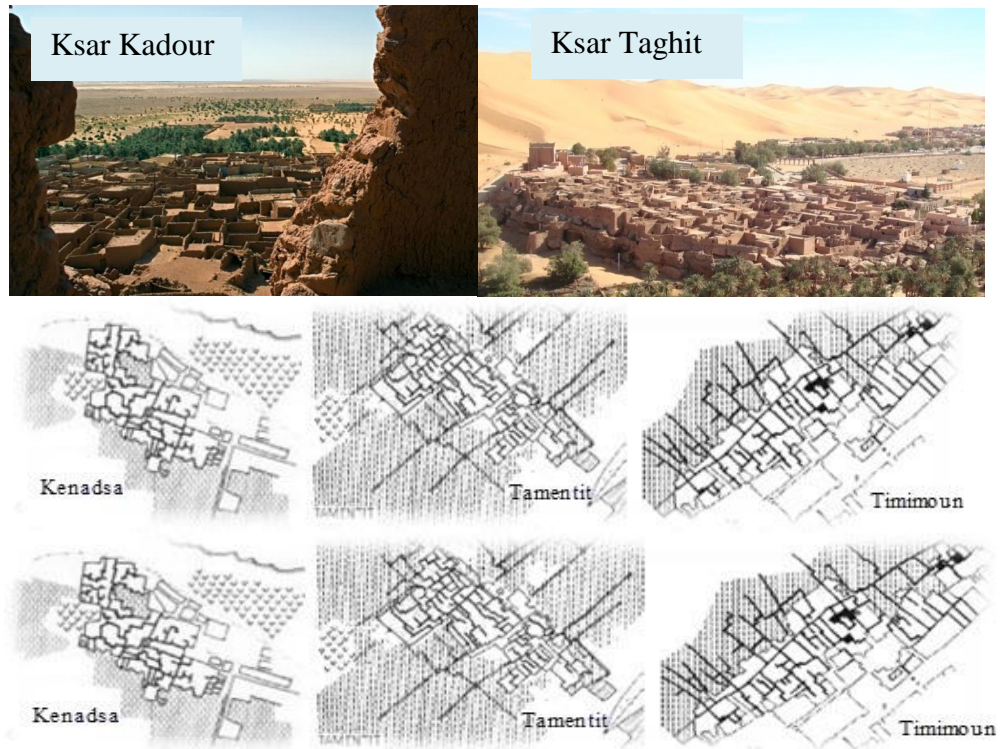 Ksar Kadour
Ksar Taghit
Kenadsa
Tamentit
Timimoun
Kenadsa
Tamentit
Timimoun